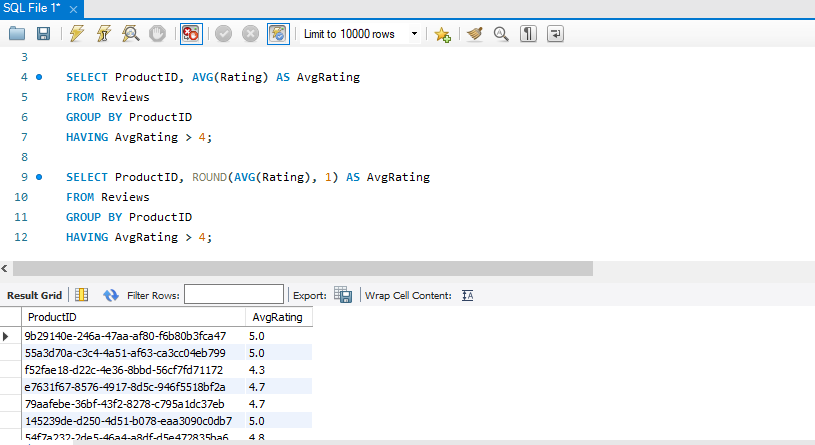 SQL File 1*
Limit to 10000 rows
3
4 SELECT ProductID, AVG(Rating) AS AvgRating
5 FROM Reviews
6 GROUP BY ProductID
7 HAVING AvgRating > 4;
8
9 SELECT ProductID, ROUND(AVG(Rating), 1) AS AvgRating
10 FROM Reviews
11 GROUP BY ProductID
12 HAVING AvgRating > 4;
Result Grid Filter Rows: Export: Wrap Cell Content:
ProductID AvgRating
9b29140e-246a-47aa-af80-f6b80b3fca47 5.0
55a3d70a-c3c4-4a51-af63-ca3cc04eb799 5.0
f52fae18-d22c-4e36-8bbd-56cf7fd71172 4.3
e7631f67-8576-4917-8d5c-946f5518bf2a 4.7
79aafebe-36bf-43f2-8278-c795a1dc37eb 4.7
145239de-d250-4d51-b078-eaa3090c0db7 5.0
54f7a232-2de5-46a4-a8df-d5e472835ba6 4.8